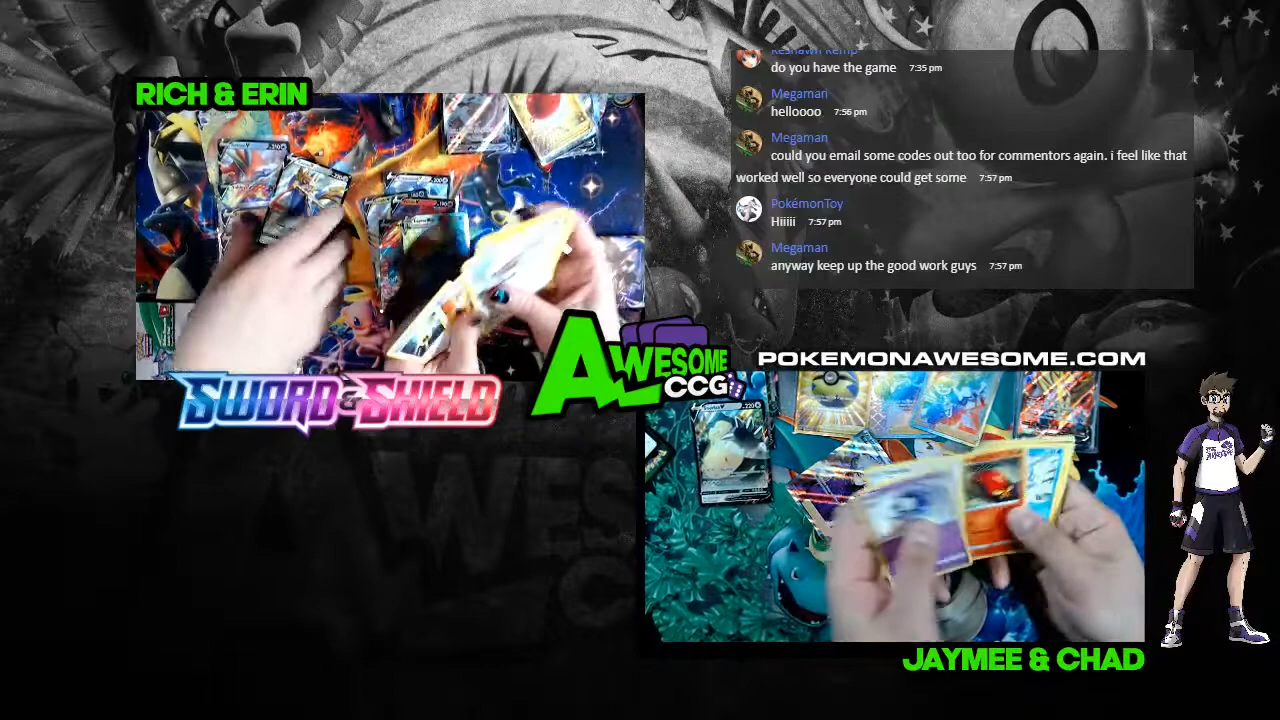 RICH & ERIN
do you have the game 7:35 pm
Megaman
helloooo 7:56 pm
Megaman
could you email some codes out too for commentors again. i feel like that
worked well so everyone could get some 7:57 pm
PokémonToy
Hiiiii 7:57 pm
Megaman
anyway keep up the good work guys 7:57 pm
SWORD & SHIELD
AWESOME
CCG
POKEMONAWESOME.COM
JAYMEE & CHAD